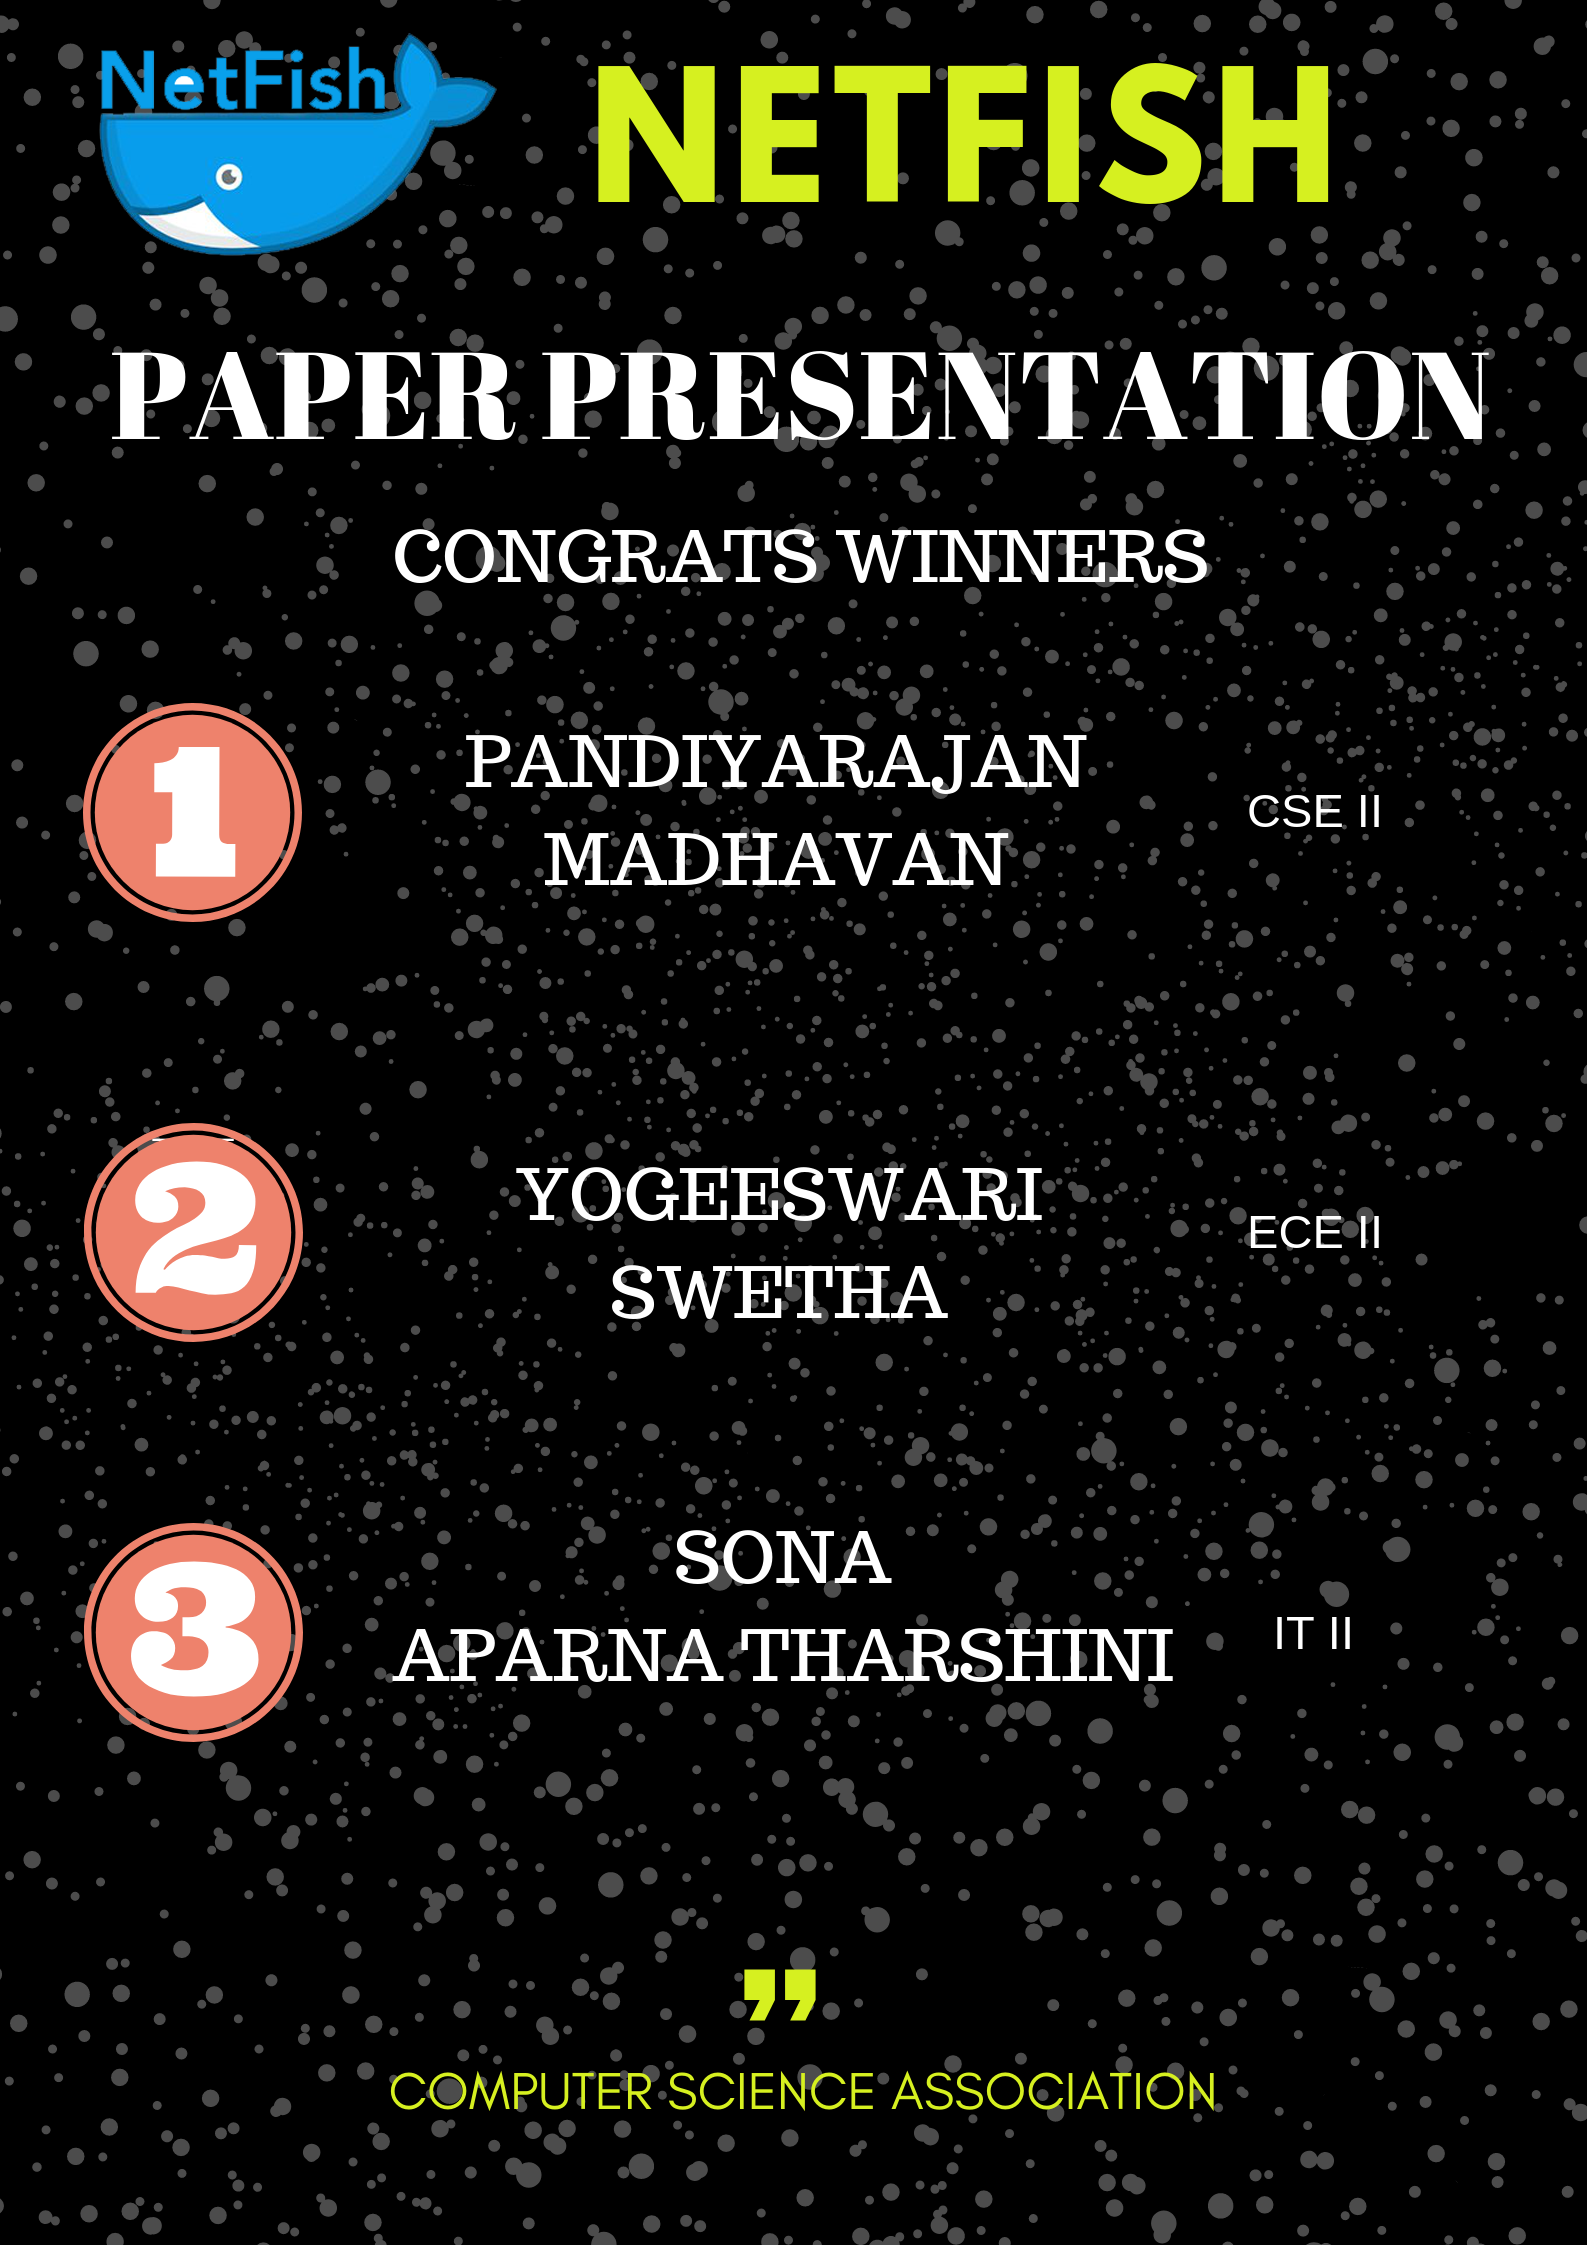 NetFish
NETFISH
PAPER PRESENTATION
CONGRATS WINNERS
1
PANDIYARAJAN
MADHAVAN
CSE II
2
YOGEESWARI
SWETHA
ECE II
3
SONA
APARNA THARSHINI
IT II
”
COMPUTER SCIENCE ASSOCIATION